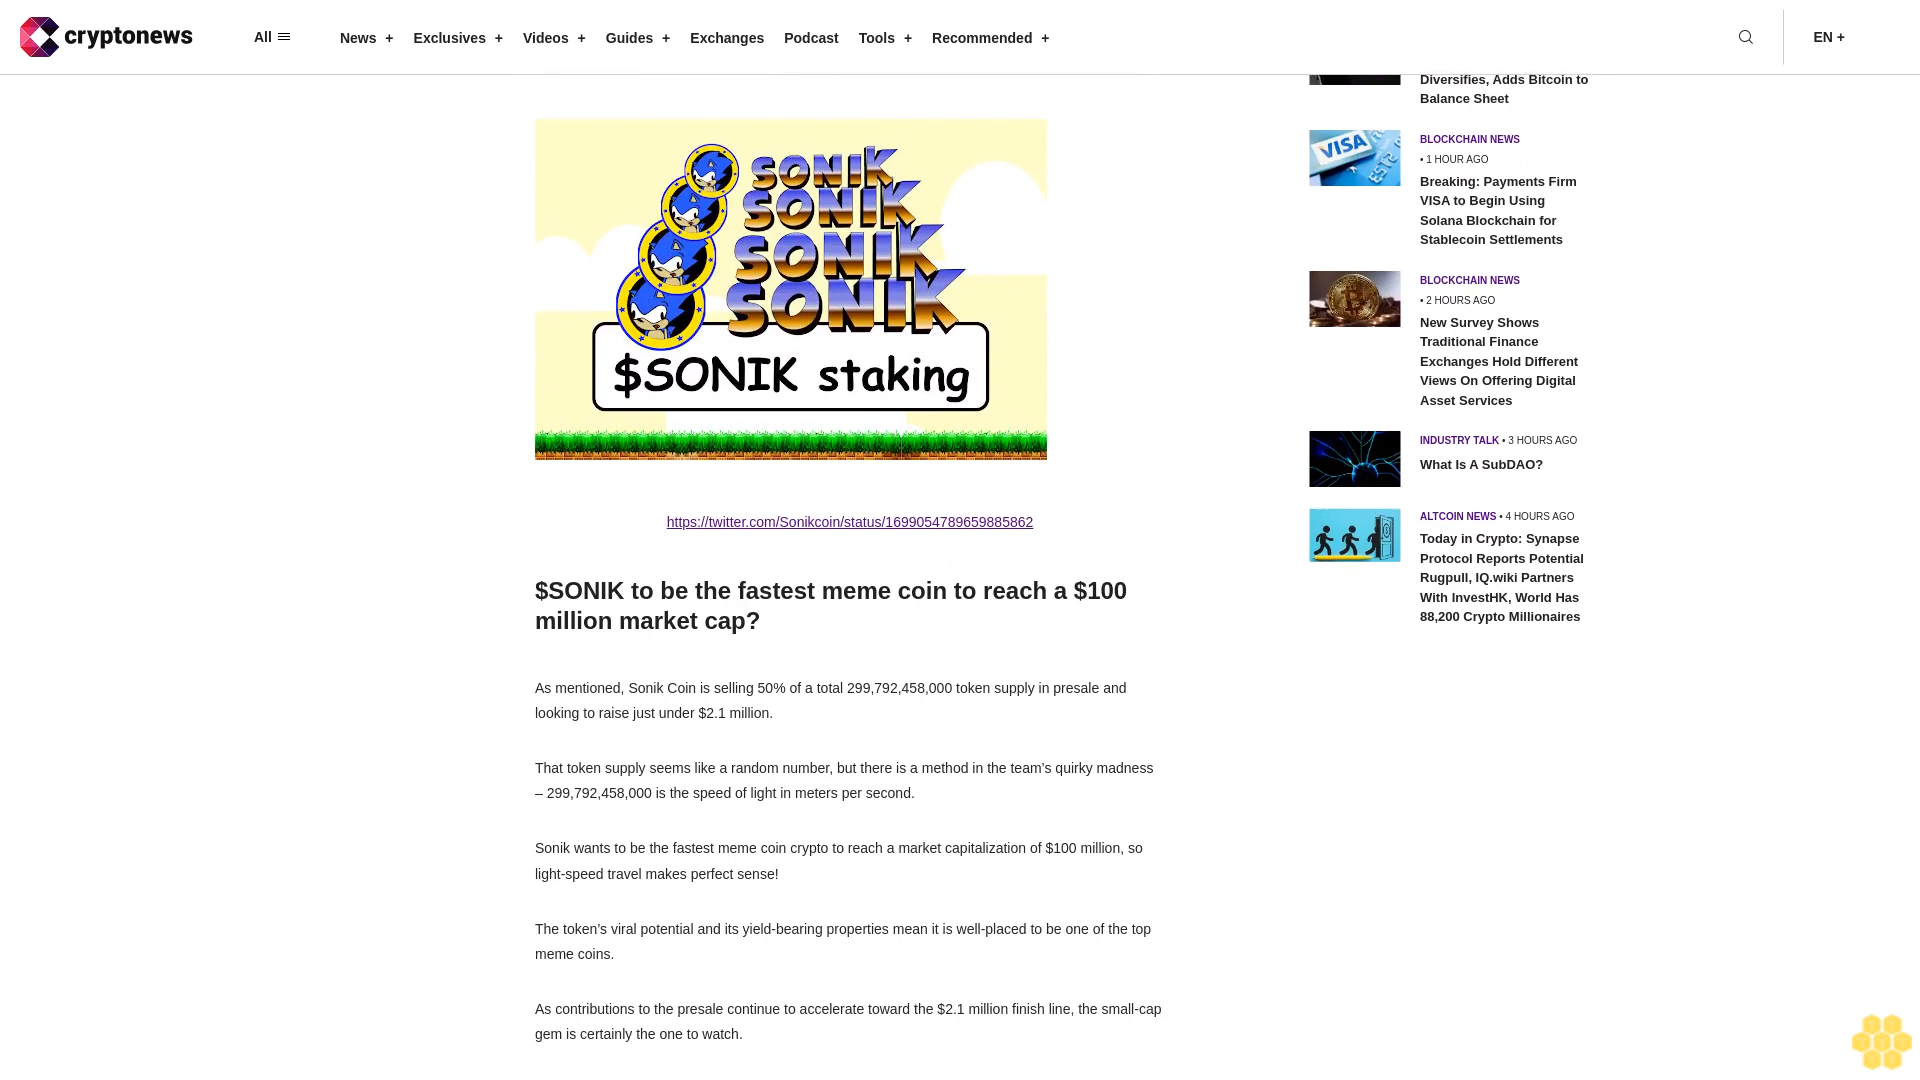 cryptonews
All
News +
Exclusives +
Videos +
Guides +
Exchanges
Podcast
Tools +
Recommended +
EN +
SONIK
SONIK
SONIK
SONIK
$SONIK staking
https://twitter.com/Sonikcoin/status/1699054789659885862
$SONIK to be the fastest meme coin to reach a $100
million market cap?
As mentioned, Sonik Coin is selling 50% of a total 299,792,458,000 token supply in presale and
looking to raise just under $2.1 million.
That token supply seems like a random number, but there is a method in the team’s quirky madness
– 299,792,458,000 is the speed of light in meters per second.
Sonik wants to be the fastest meme coin crypto to reach a market capitalization of $100 million, so
light-speed travel makes perfect sense!
The token’s viral potential and its yield-bearing properties mean it is well-placed to be one of the top
meme coins.
As contributions to the presale continue to accelerate toward the $2.1 million finish line, the small-cap
gem is certainly the one to watch.
Diversifies, Adds Bitcoin to
Balance Sheet
VISA
BLOCKCHAIN NEWS
• 1 HOUR AGO
Breaking: Payments Firm
VISA to Begin Using
Solana Blockchain for
Stablecoin Settlements
BLOCKCHAIN NEWS
• 2 HOURS AGO
New Survey Shows
Traditional Finance
Exchanges Hold Different
Views On Offering Digital
Asset Services
INDUSTRY TALK • 3 HOURS AGO
What Is A SubDAO?
ALTCOIN NEWS • 4 HOURS AGO
Today in Crypto: Synapse
Protocol Reports Potential
Rugpull, IQ.wiki Partners
With InvestHK, World Has
88,200 Crypto Millionaires